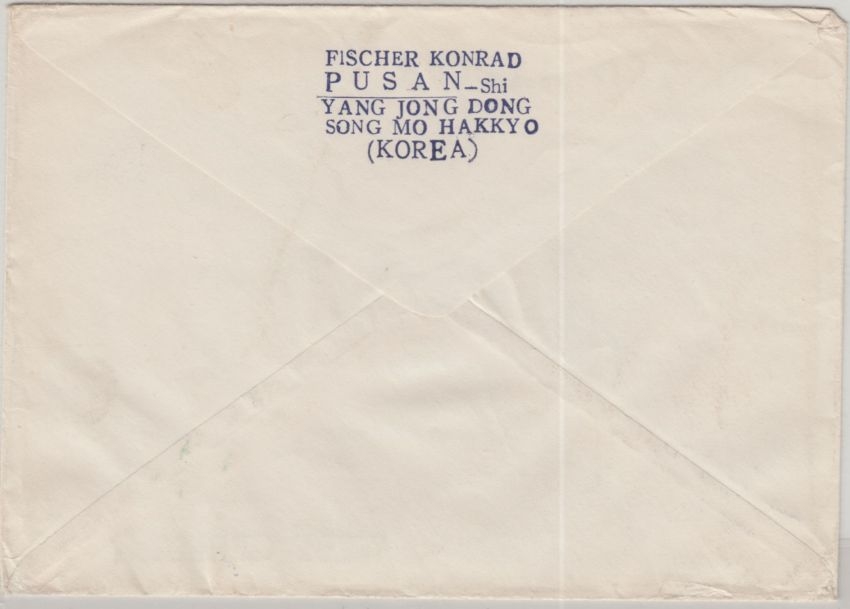 FISCHER KONRAD
PUSAN-Shi
YANG JONG DONG
SONG MO HAKKYO
(KOREA)